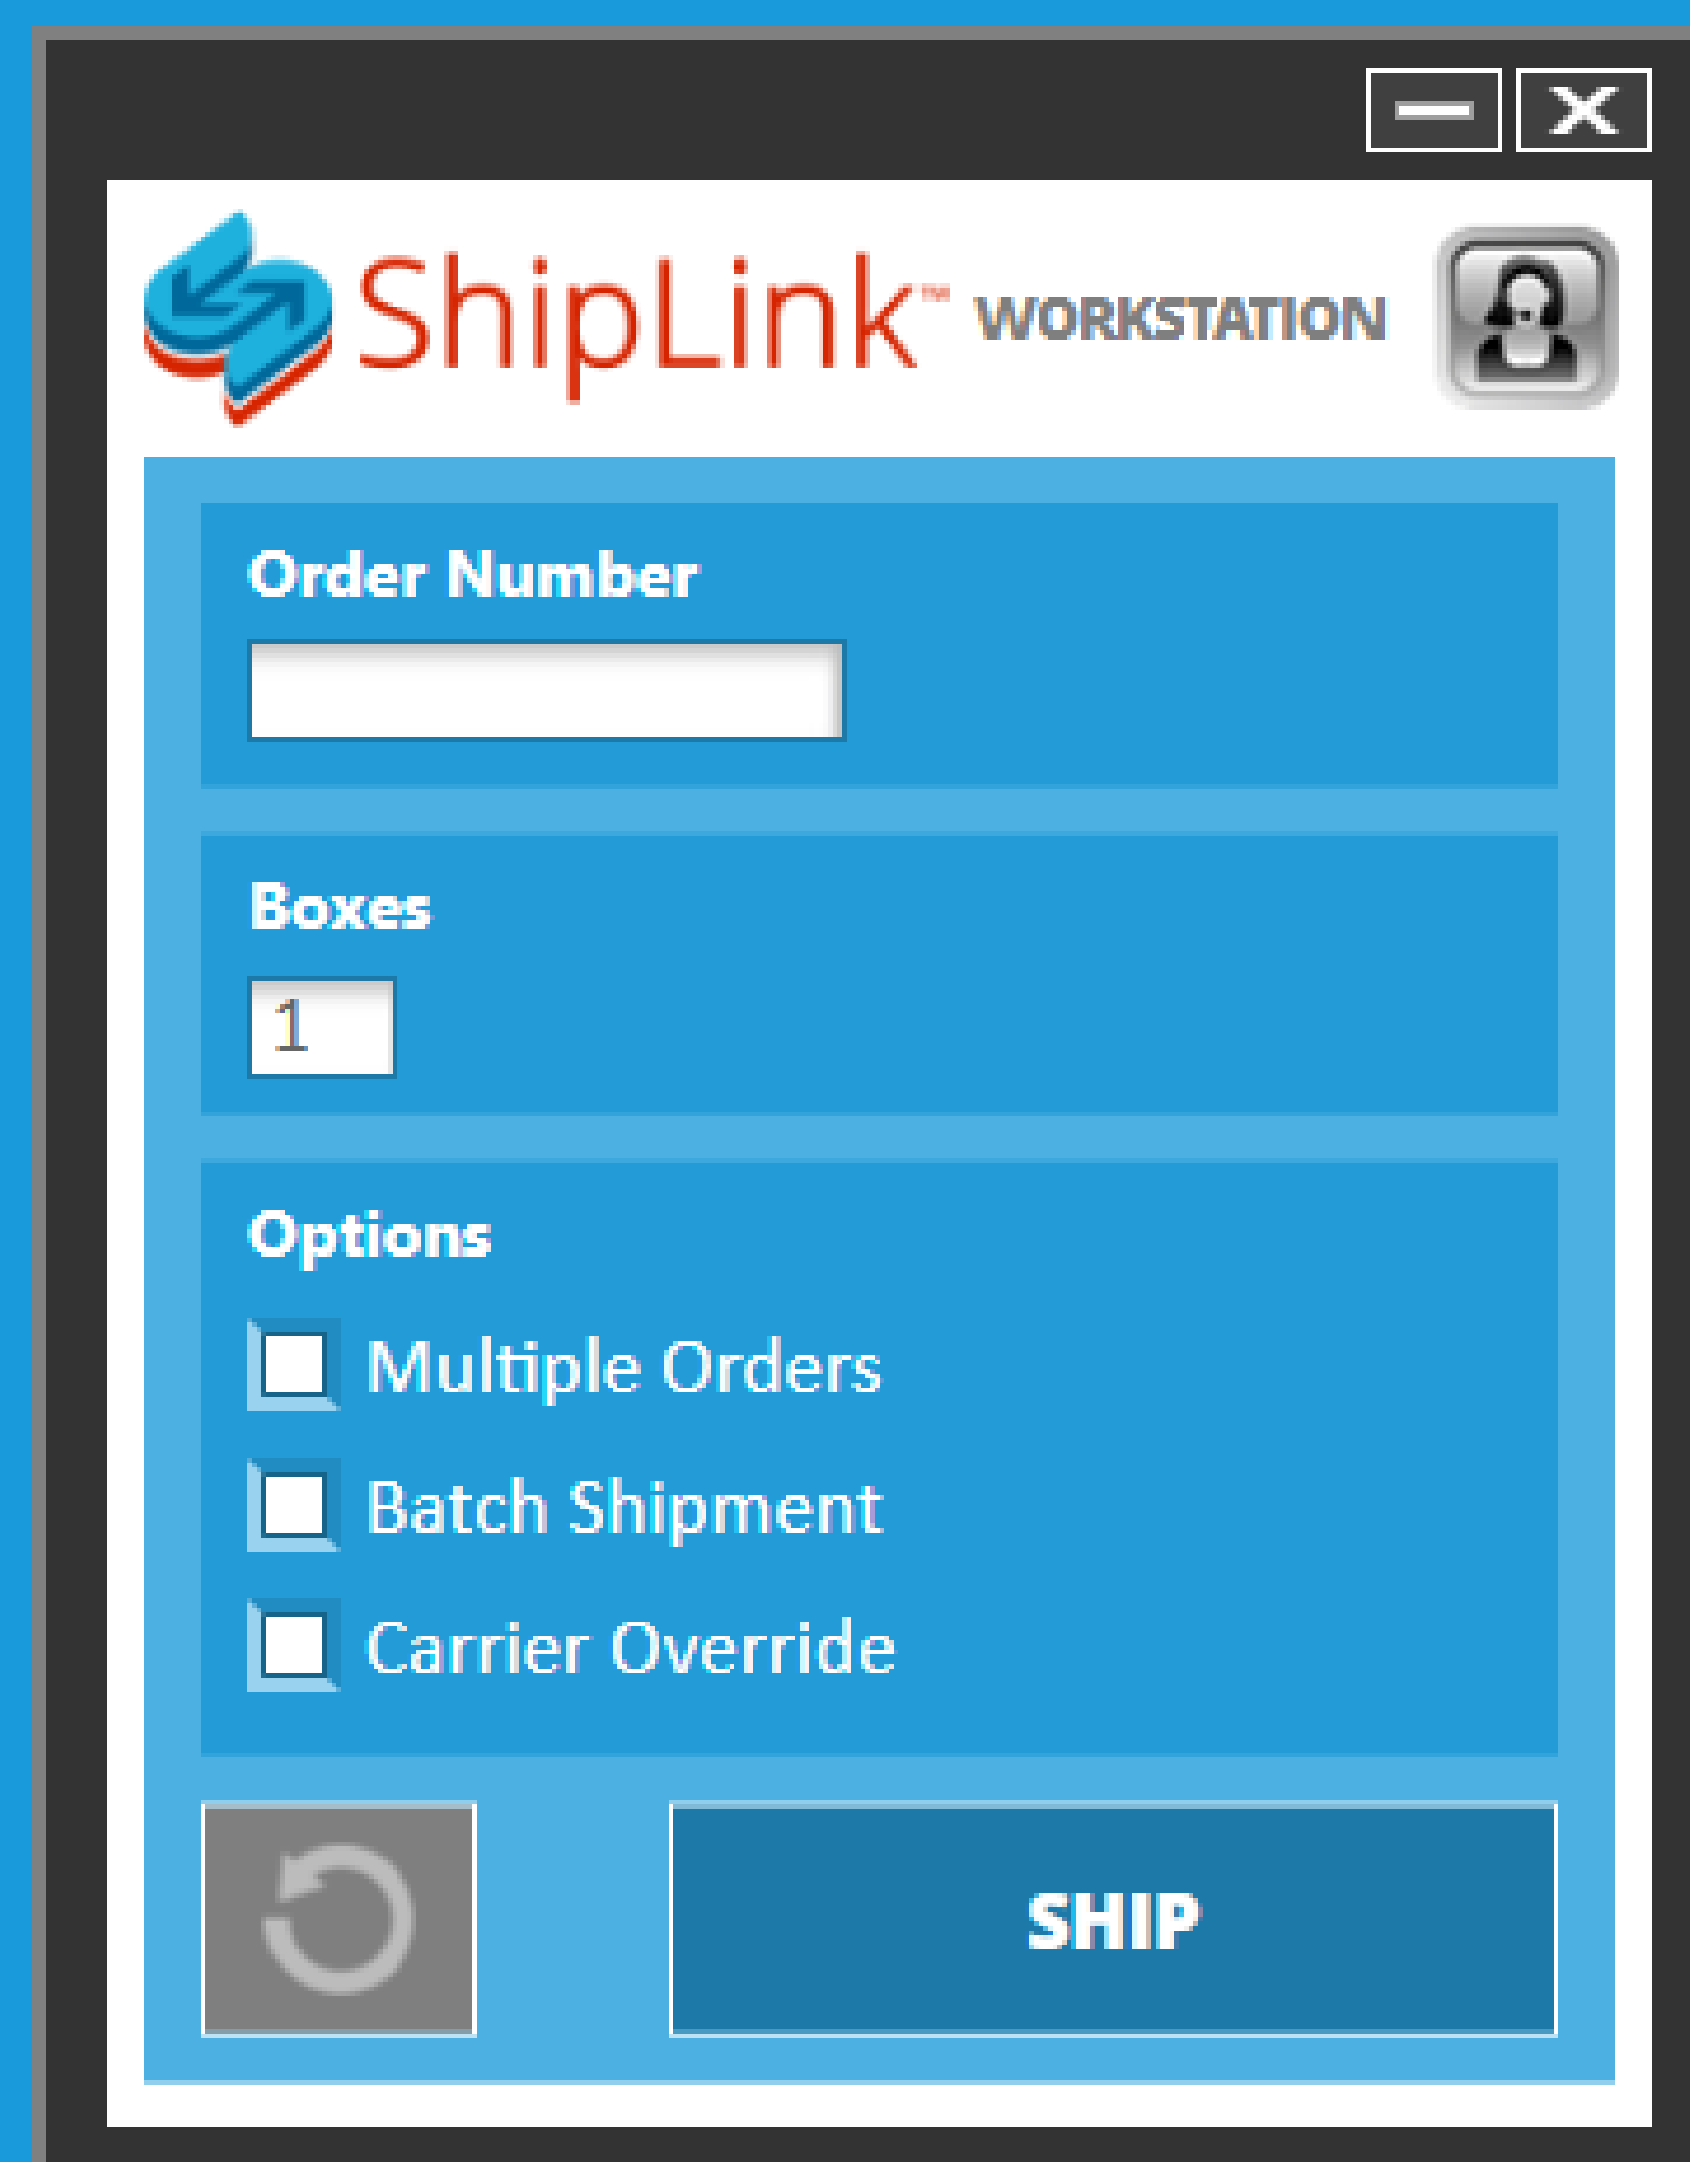 ShipLink™ WORKSTATION
Order Number
Boxes
1
Options
Multiple Orders
Batch Shipment
Carrier Override
SHIP